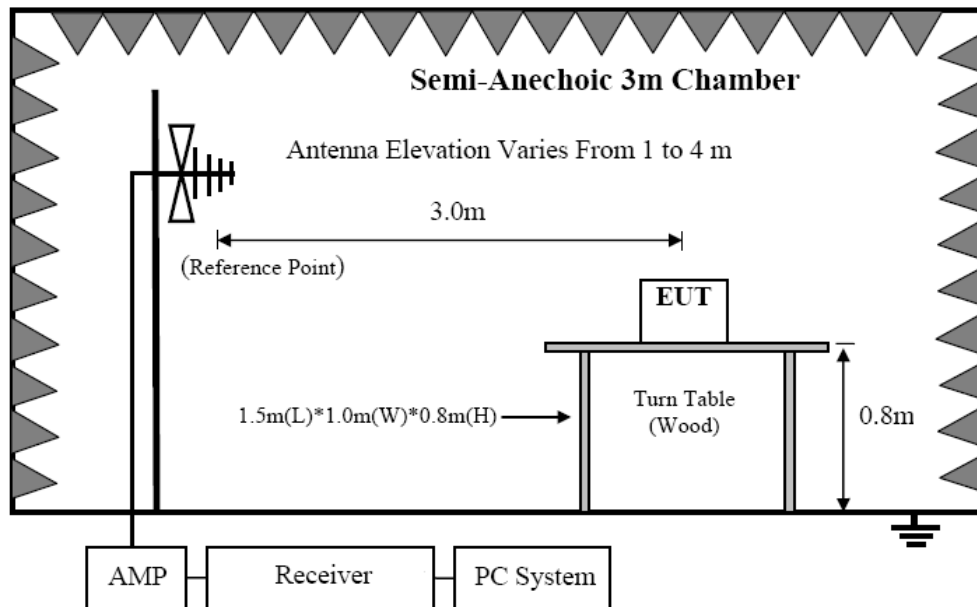 Semi-Anechoic 3m Chamber
Antenna Elevation Varies From 1 to 4 m
3.0m
(Reference Point)
EUT
1.5m(L)*1.0m(W)*0.8m(H)
Turn Table
(Wood)
0.8m
AMP
Receiver
PC System